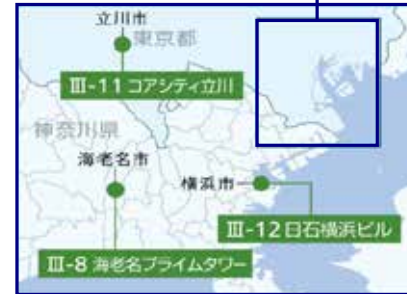 立川市
東京都
Ⅲ-11 コアシティ立川
神奈川県
海老名市
横浜市
Ⅲ-12 日石横浜ビル
Ⅲ-8 海老名プライムタワー